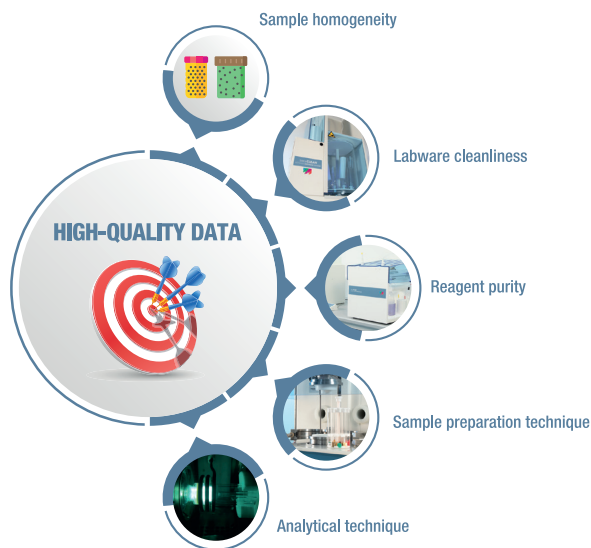 Sample homogeneity
Labware cleanliness
HIGH-QUALITY DATA
Reagent purity
Sample preparation technique
Analytical technique